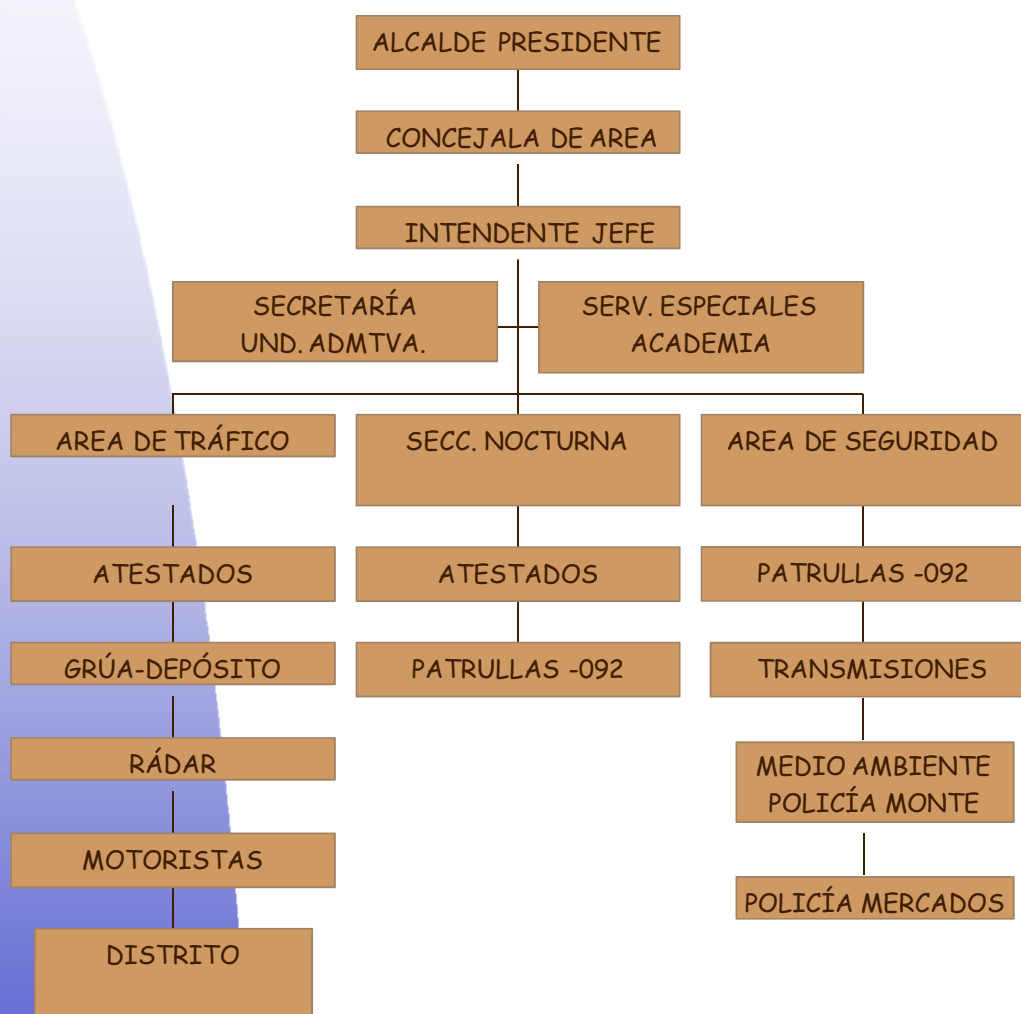 ALCALDE PRESIDENTE
CONCEJALA DE AREA
INTENDENTE JEFE
SECRETARÍA
UND. ADMTVA.
SERV. ESPECIALES
ACADEMIA
AREA DE TRÁFICO
SECC. NOCTURNA
AREA DE SEGURIDAD
ATESTADOS
ATESTADOS
PATRULLAS -092
GRÚA-DEPÓSITO
PATRULLAS -092
TRANSMISIONES
RÁDAR
MEDIO AMBIENTE
POLICÍA MONTE
MOTORISTAS
POLICÍA MERCADOS
DISTRITO